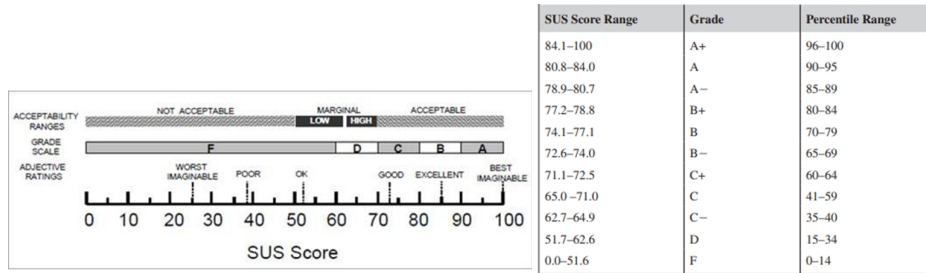 NOT ACCEPTABLE MARGINAL ACCEPTABLE
ACCEPTABILITY
RANGES
LOW HIGH
GRADE
SCALE
F D C B A
ADJECTIVE
RATINGS
WORST
IMAGINABLE
POOR
OK
GOOD
EXCELLENT
BEST
IMAGINABLE
0 10 20 30 40 50 60 70 80 90 100
SUS Score
SUS Score Range Grade Percentile Range
84.1–100 A+ 96–100
80.8–84.0 A 90–95
78.9–80.7 A− 85–89
77.2–78.8 B+ 80–84
74.1–77.1 B 70–79
72.6–74.0 B− 65–69
71.1–72.5 C+ 60–64
65.0 –71.0 C 41–59
62.7–64.9 C− 35–40
51.7–62.6 D 15–34
0.0–51.6 F 0–14